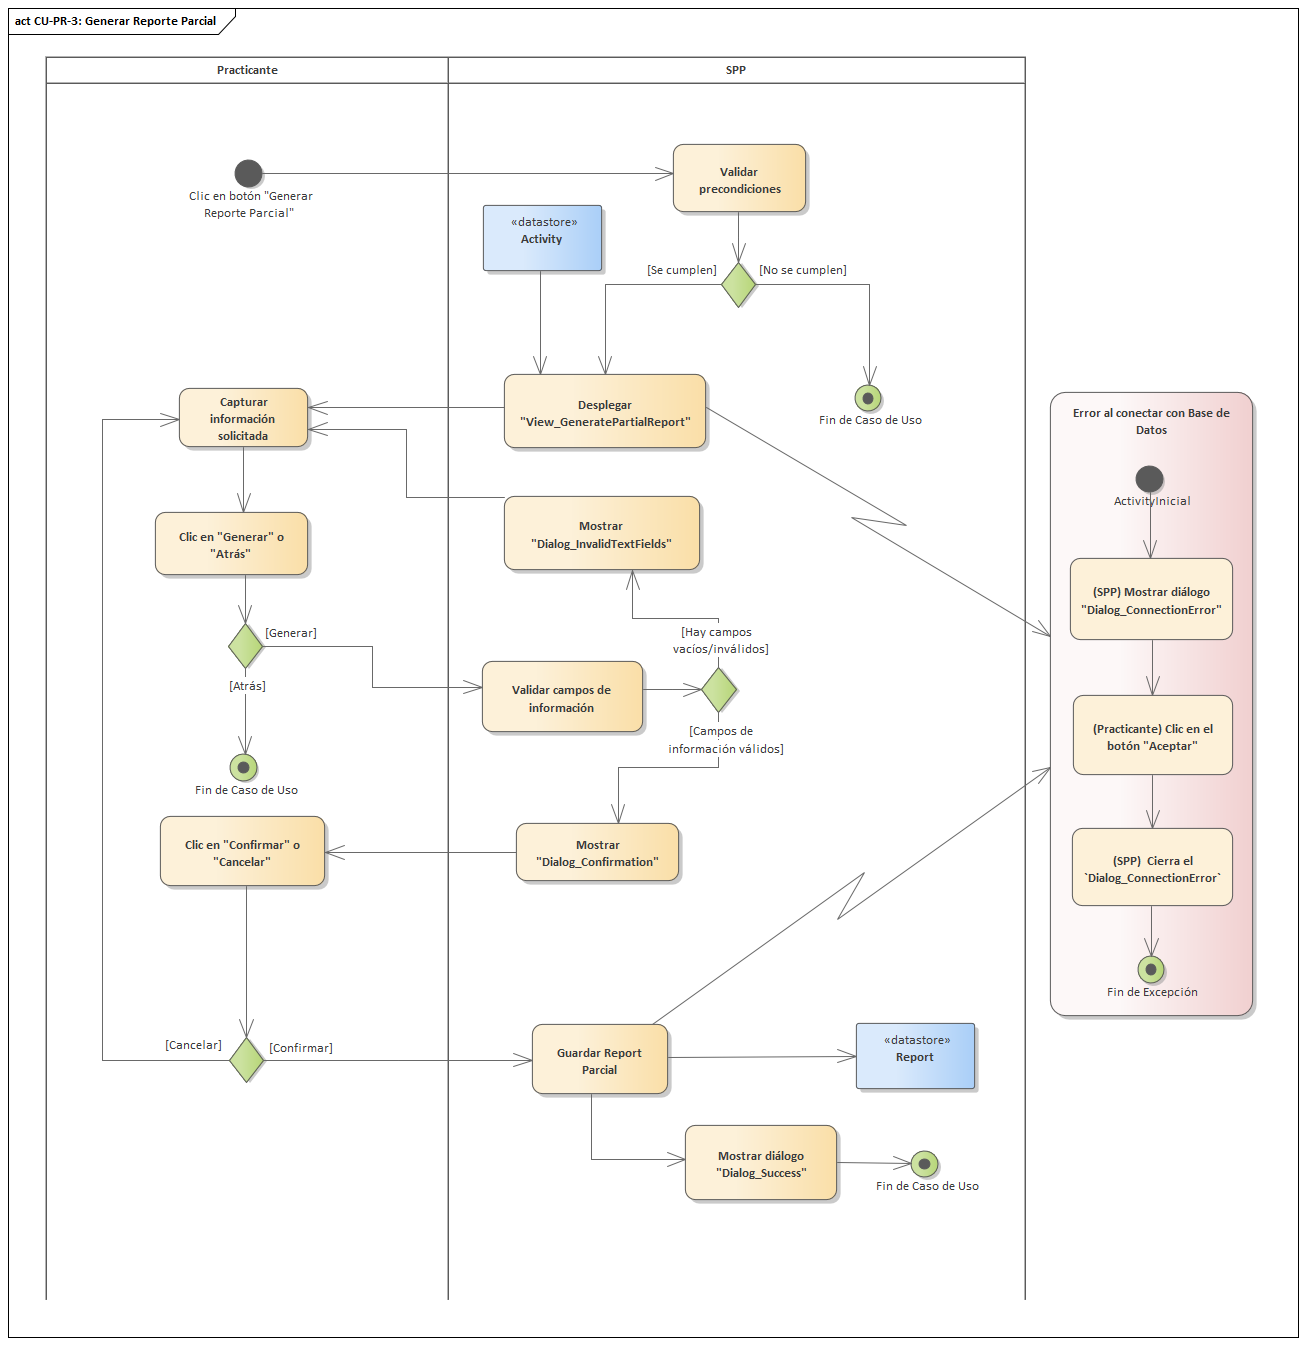 act CU-PR-3: Generar Reporte Parcial
Practicante
SPP
Clic en botón "Generar
Reporte Parcial"
Validar
precondiciones
«datastore»
Activity
[Se cumplen]
[No se cumplen]
Fin de Caso de Uso
Capturar
información
solicitada
Desplegar
"View_GeneratePartialReport"
Error al conectar con Base de
Datos
ActivityInicial
Mostrar
"Dialog_InvalidTextFields"
Clic en "Generar" o
"Atrás"
(SPP) Mostrar diálogo
"Dialog_ConnectionError"
[Generar]
[Atrás]
[Hay campos
vacíos/inválidos]
Validar campos de
información
[Campos de
información válidos]
(Practicante) Clic en el
botón "Aceptar"
Fin de Caso de Uso
Clic en "Confirmar" o
"Cancelar"
Mostrar
"Dialog_Confirmation"
(SPP)  Cierra el
`Dialog_ConnectionError`
Fin de Excepción
[Cancelar]
[Confirmar]
Guardar Report
Parcial
«datastore»
Report
Mostrar diálogo
"Dialog_Success"
Fin de Caso de Uso